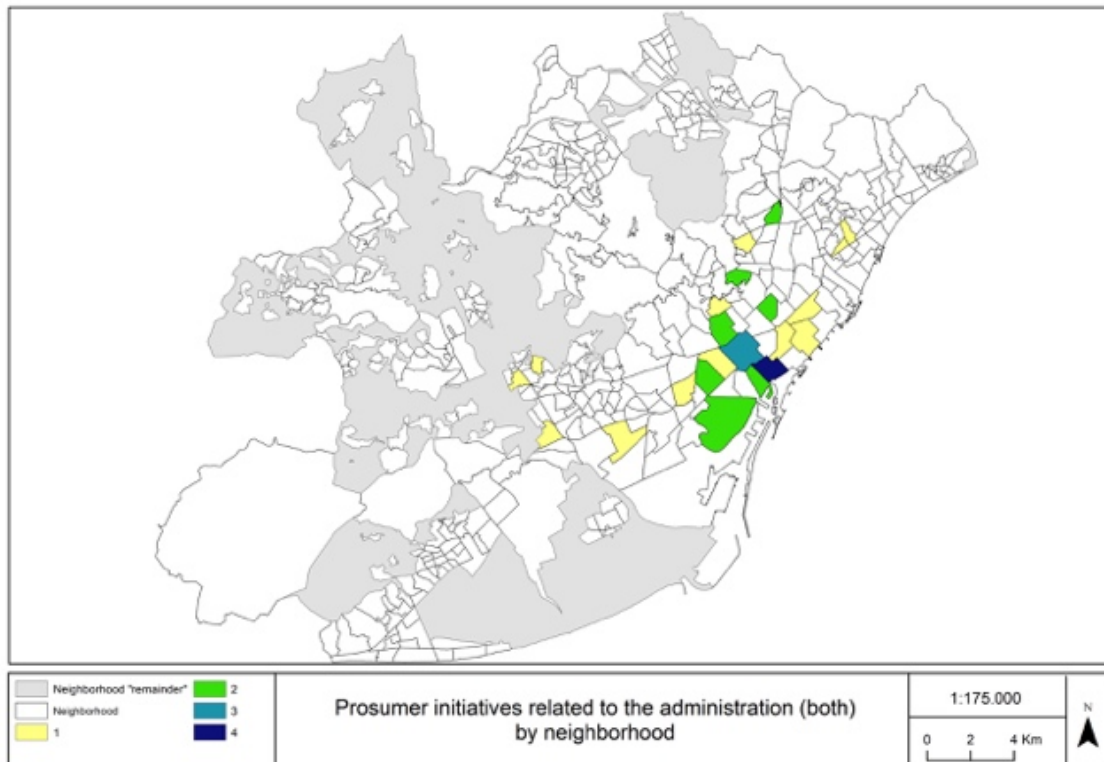 Neighborhood "remainder"
Neighborhood
1
2
3
4
Prosumer initiatives related to the administration (both)
by neighborhood
1:175.000
0 2 4 Km
N